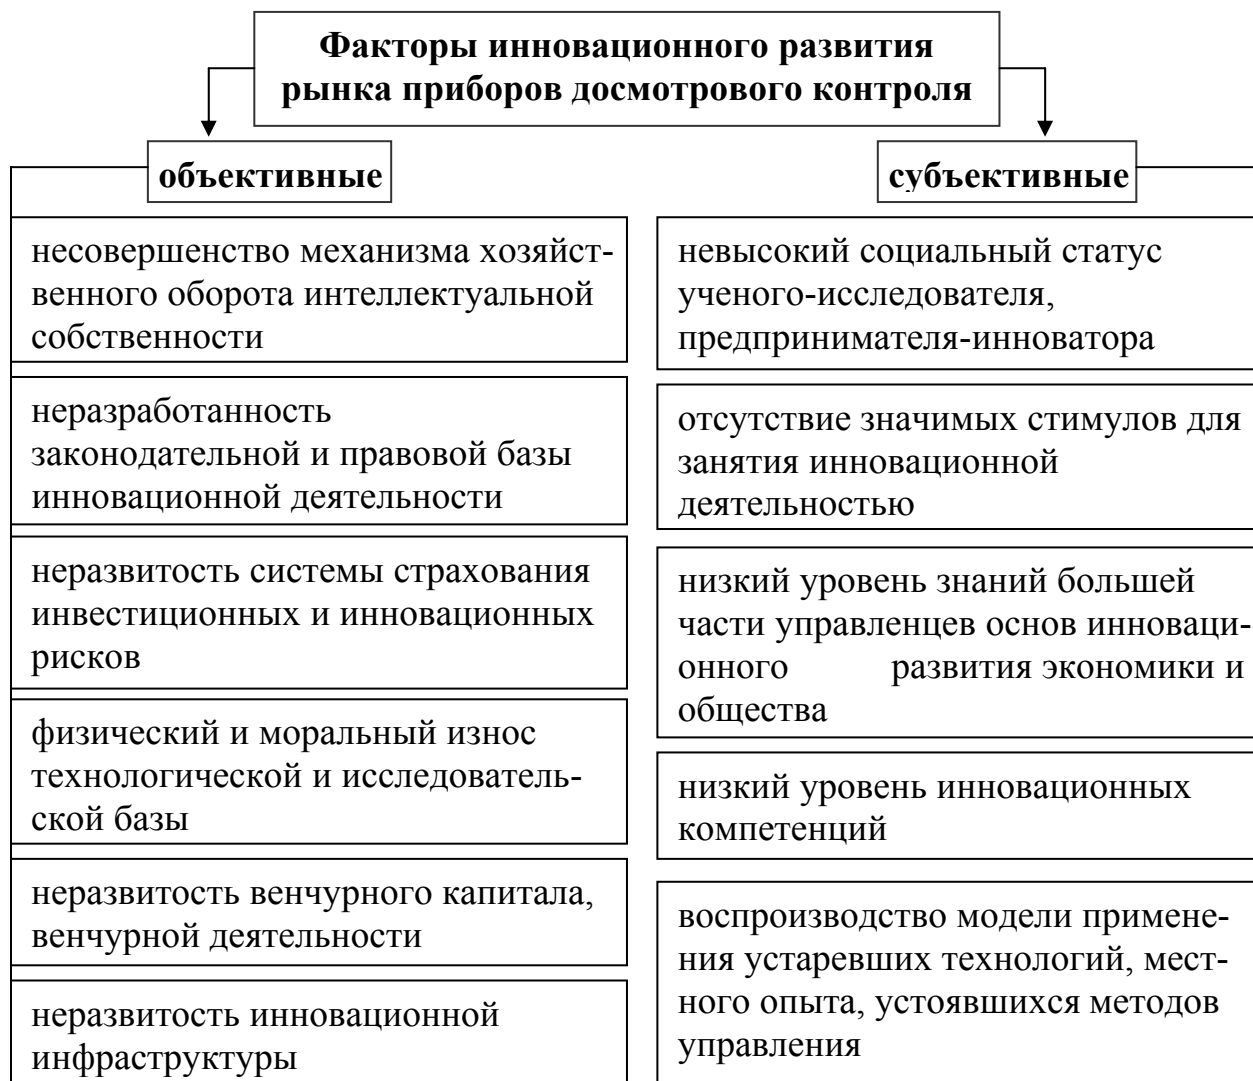 Факторы инновационного развития
рынка приборов досмотрового контроля
объективные
несовершенство механизма хозяйст-
венного оборота интеллектуальной
собственности
неразработанность
законодательной и правовой базы
инновационной деятельности
неразвитость системы страхования
инвестиционных и инновационных
рисков
физический и моральный износ
технологической и исследователь-
ской базы
неразвитость венчурного капитала,
венчурной деятельности
неразвитость инновационной
инфраструктуры
субъективные
невысокий социальный статус
ученого-исследователя,
предпринимателя-инноватора
отсутствие значимых стимулов для
занятия инновационной
деятельностью
низкий уровень знаний большей
части управленцев основ инноваци-
онного развития экономики и
общества
низкий уровень инновационных
компетенций
воспроизводство модели примене-
ния устаревших технологий, мест-
ного опыта, устоявшихся методов
управления